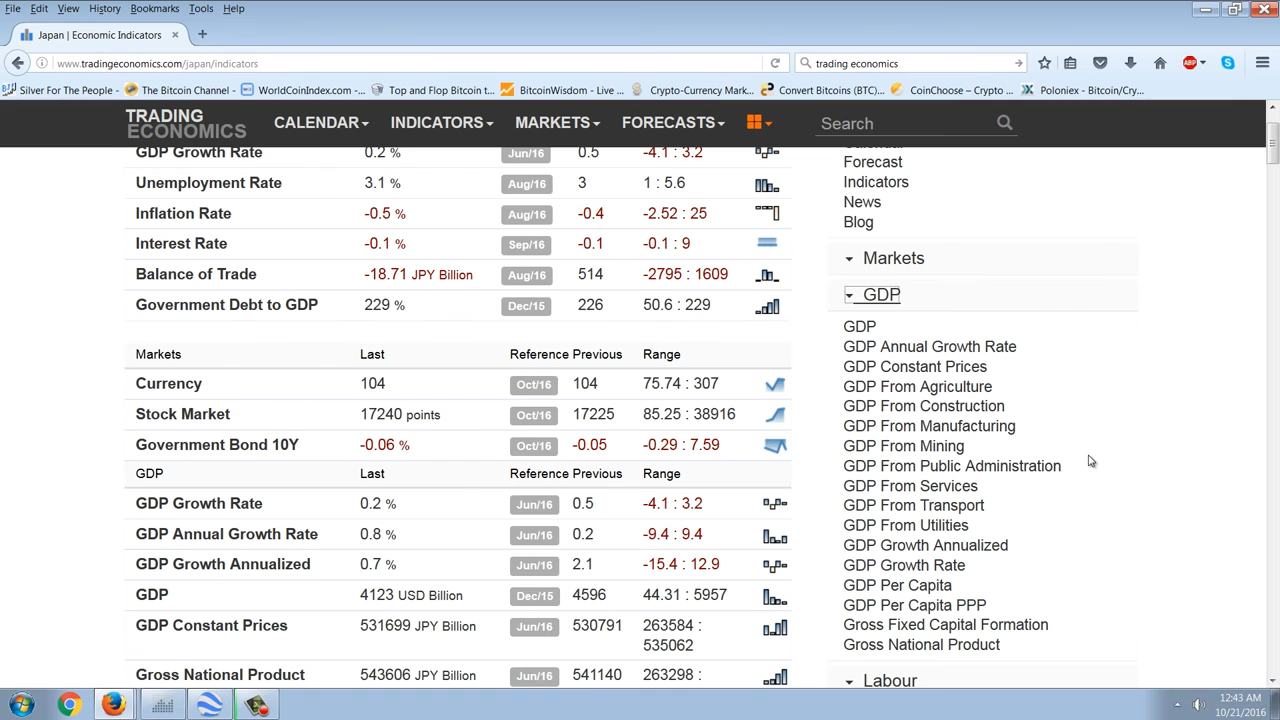 File Edit View History Bookmarks Tools Help
Japan | Economic Indicators
www.tradingeconomics.com/japan/indicators
trading economics
Silver For The People - ... The Bitcoin Channel - ... WorldCoinIndex.com -... Top and Flop Bitcoin t... BitcoinWisdom - Live ... Crypto-Currency Mark... Convert Bitcoins (BTC)... CoinChoose – Crypto ... Poloniex - Bitcoin/Cry...
TRADING
ECONOMICS
CALENDAR INDICATORS MARKETS FORECASTS Search
GDP Growth Rate 0.2 % Jun/16 0.5 -4.1 : 3.2
Unemployment Rate 3.1 % Aug/16 3 1 : 5.6
Inflation Rate -0.5 % Aug/16 -0.4 -2.52 : 25
Interest Rate -0.1 % Sep/16 -0.1 -0.1 : 9
Balance of Trade -18.71 JPY Billion Aug/16 514 -2795 : 1609
Government Debt to GDP 229 % Dec/15 226 50.6 : 229
Markets Last Reference Previous Range
Currency 104 Oct/16 104 75.74 : 307
Stock Market 17240 points Oct/16 17225 85.25 : 38916
Government Bond 10Y -0.06 % Oct/16 -0.05 -0.29 : 7.59
GDP Last Reference Previous Range
GDP Growth Rate 0.2 % Jun/16 0.5 -4.1 : 3.2
GDP Annual Growth Rate 0.8 % Jun/16 0.2 -9.4 : 9.4
GDP Growth Annualized 0.7 % Jun/16 2.1 -15.4 : 12.9
GDP 4123 USD Billion Dec/15 4596 44.31 : 5957
GDP Constant Prices 531699 JPY Billion Jun/16 530791 263584 :
535062
Gross National Product 543606 JPY Billion Jun/16 541140 263298 :
Calendar
Forecast
Indicators
News
Blog
Markets
GDP
GDP
GDP Annual Growth Rate
GDP Constant Prices
GDP From Agriculture
GDP From Construction
GDP From Manufacturing
GDP From Mining
GDP From Public Administration
GDP From Services
GDP From Transport
GDP From Utilities
GDP Growth Annualized
GDP Growth Rate
GDP Per Capita
GDP Per Capita PPP
Gross Fixed Capital Formation
Gross National Product
Labour
12:43 AM
10/21/2016